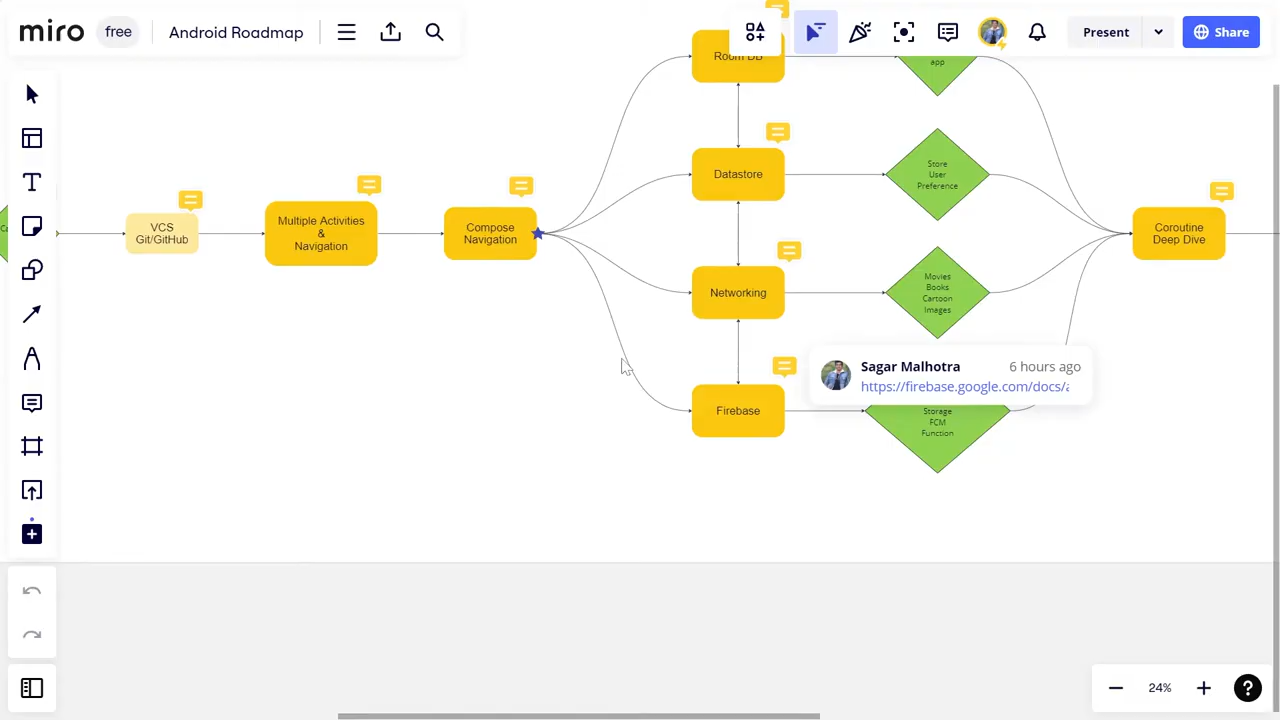 miro
free
Android Roadmap
Present
Share
Room DB
app
Datastore
Store
User
Preference
VCS
Git/GitHub
Multiple Activities
&
Navigation
Compose
Navigation
Coroutine
Deep Dive
Networking
Movies
Books
Cartoon
Images
Sagar Malhotra
6 hours ago
https://firebase.google.com/docs/
Firebase
Storage
FCM
Function
24%